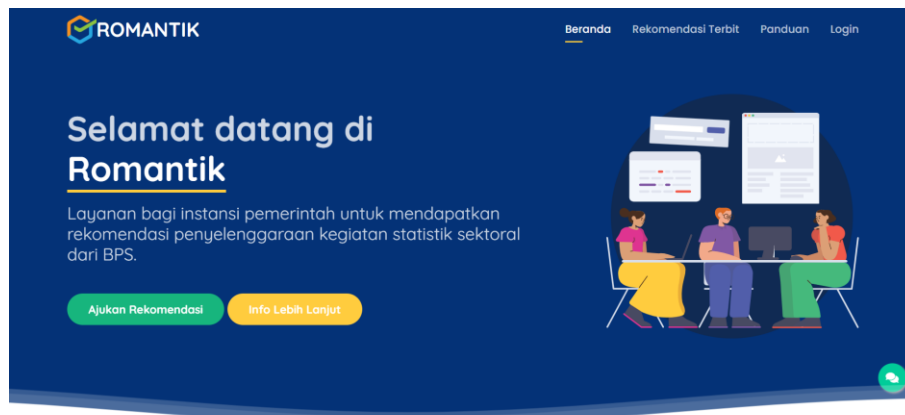 ROMANTIK
Beranda Rekomendasi Terbit Panduan Login
Selamat datang di
Romantik
Layanan bagi instansi pemerintah untuk mendapatkan
rekomendasi penyelenggaraan kegiatan statistik sektoral
dari BPS.
Ajukan Rekomendasi Info Lebih Lanjut